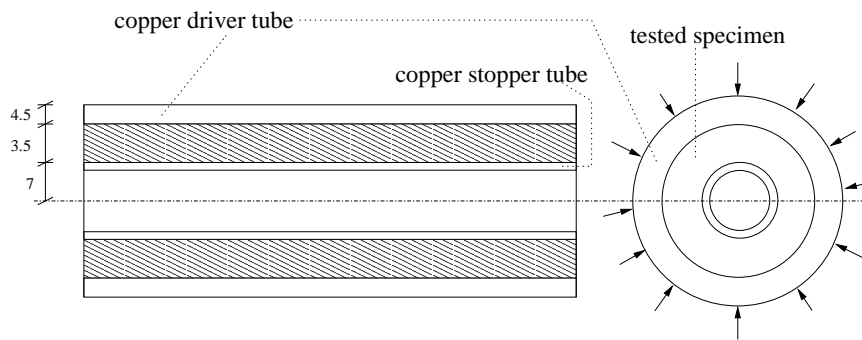 copper driver tube
tested specimen
copper stopper tube
4.5
3.5
7